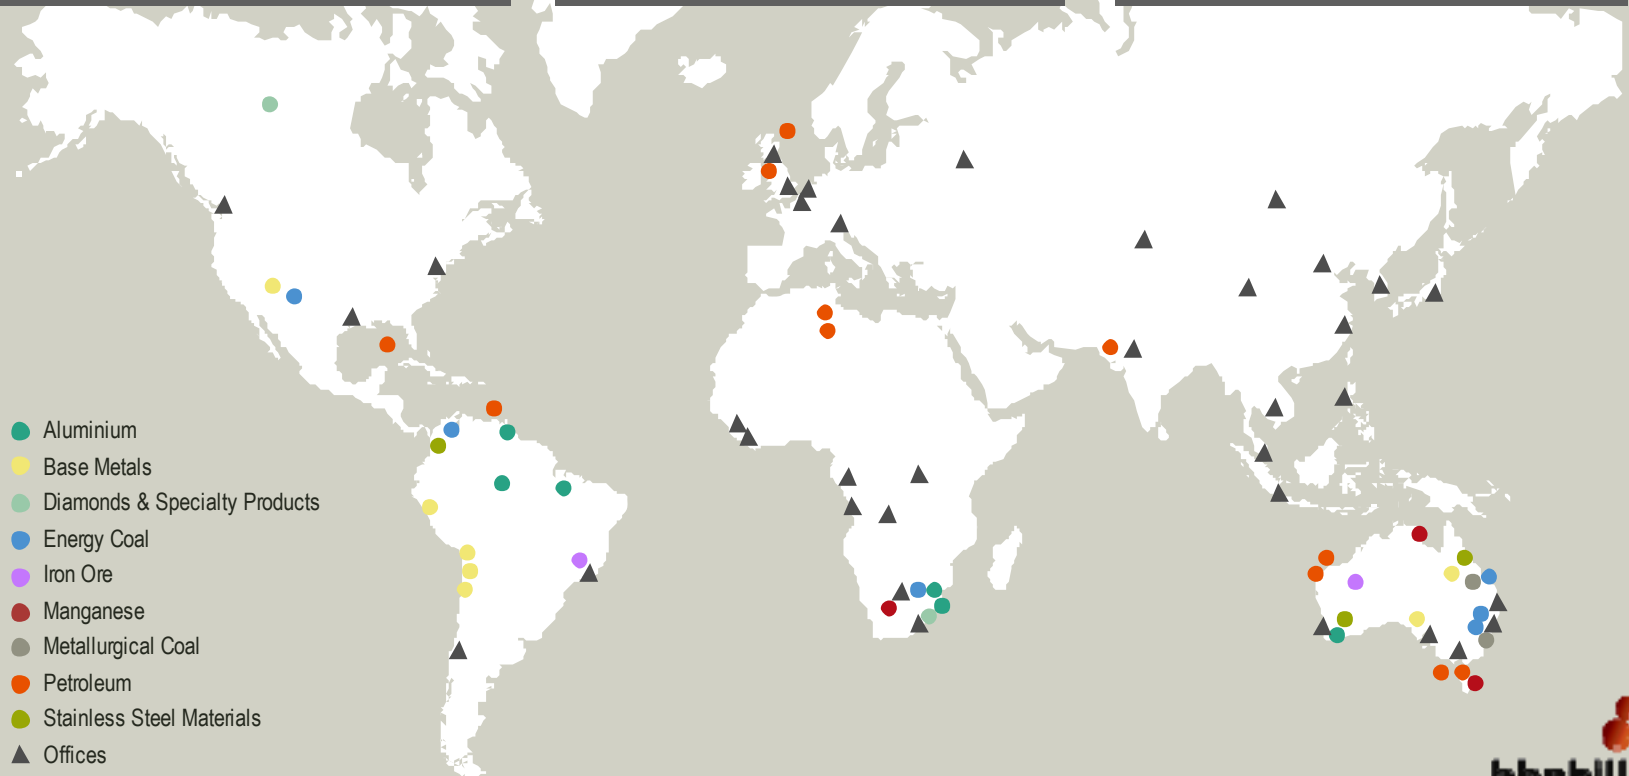 Aluminium
Base Metals
Diamonds & Specialty Products
Energy Coal
Iron Ore
Manganese
Metallurgical Coal
Petroleum
Stainless Steel Materials
Offices